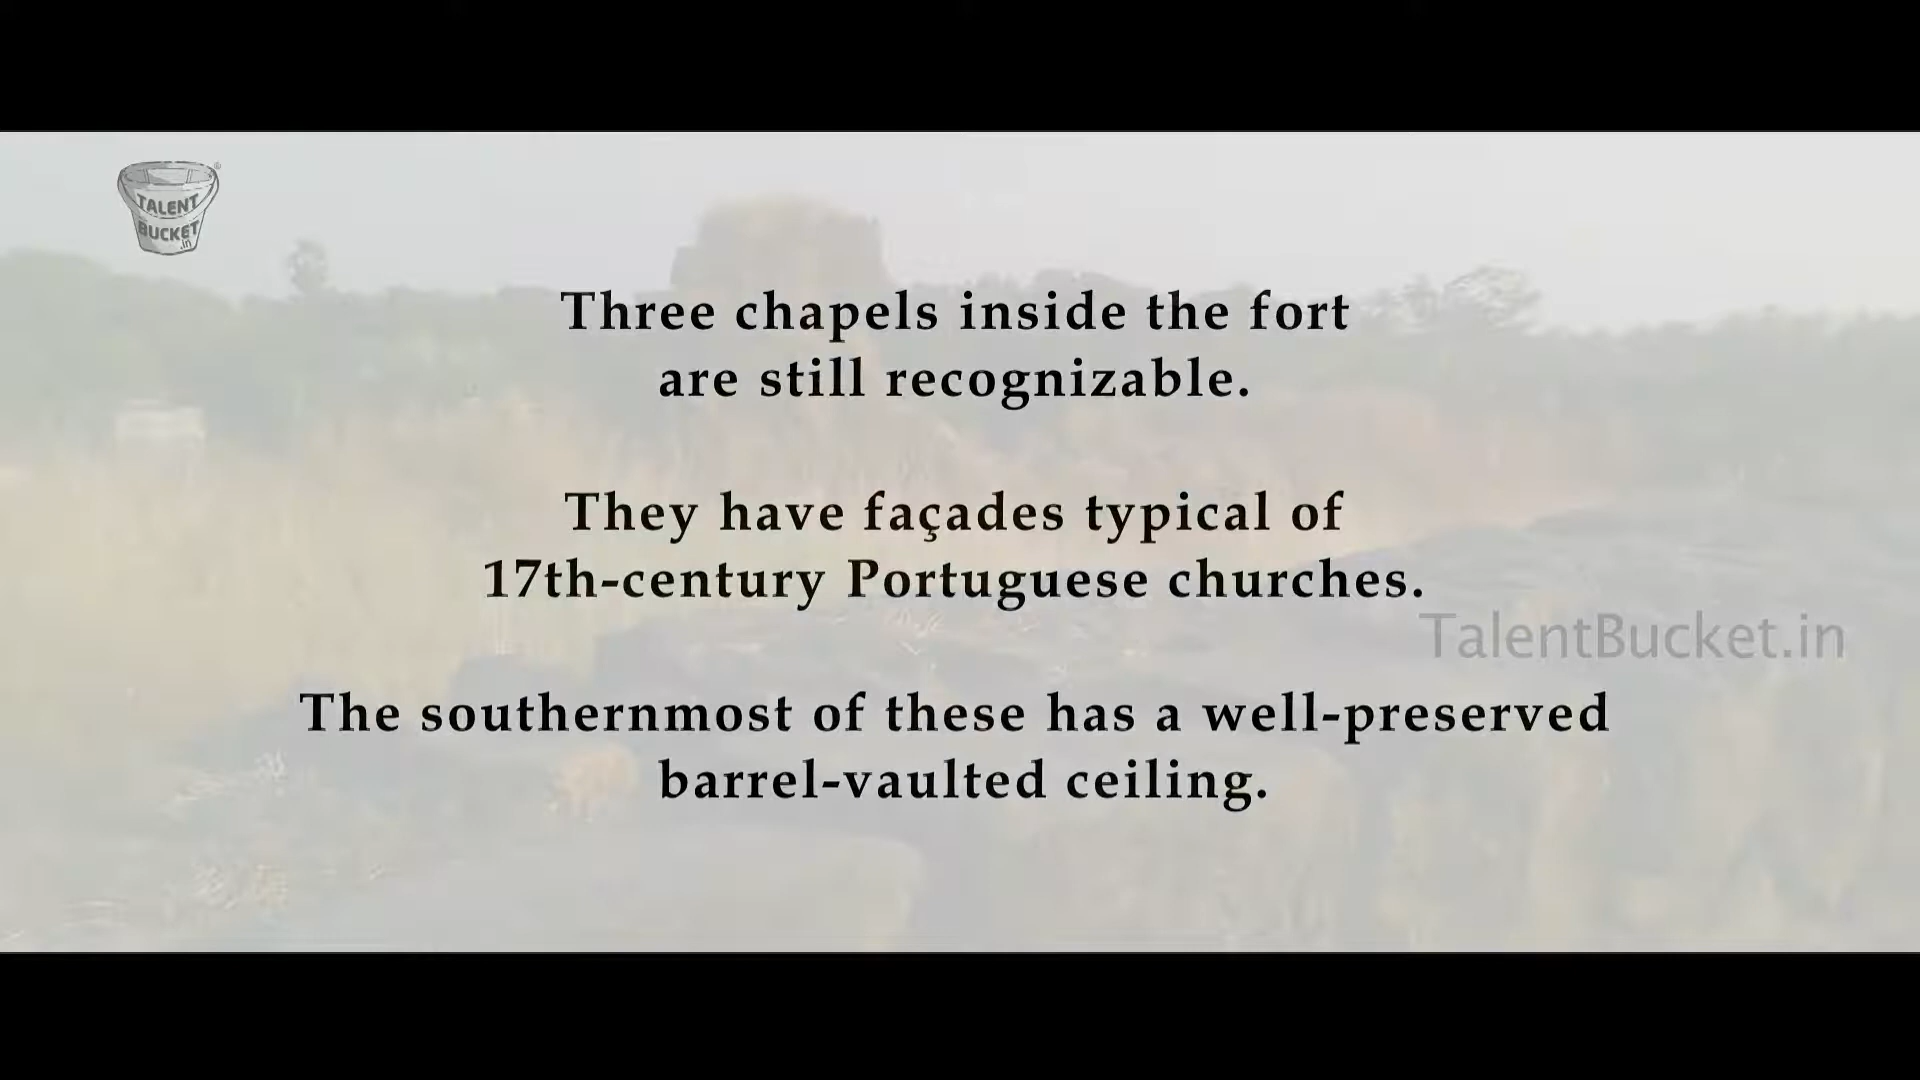 TALENT
BUCKET
.in
Three chapels inside the fort
are still recognizable.
They have façades typical of
17th-century Portuguese churches.
TalentBucket.in
The southernmost of these has a well-preserved
barrel-vaulted ceiling.